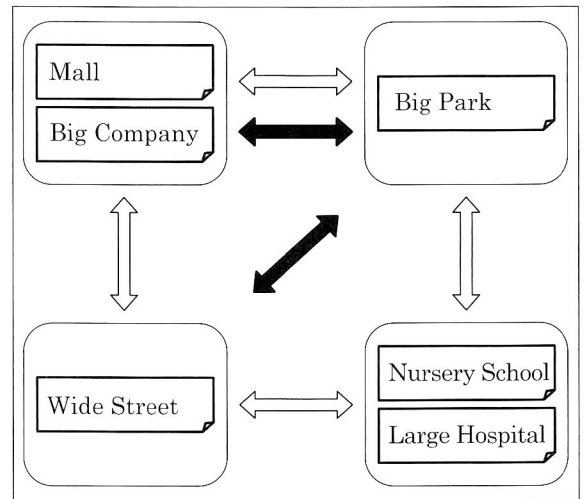 Mall
Big Company
Big Park
Wide Street
Nursery School
Large Hospital